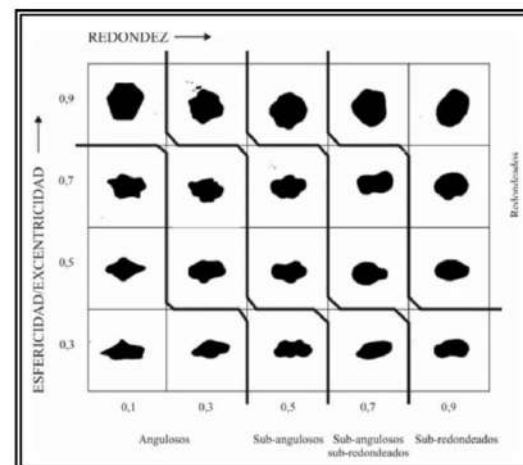 REDONDEZ
ESFERICIDAD/EXCENTRICIDAD
0,9
0,7
0,5
0,3
Redondeados
0,1 0,3 0,5 0,7 0,9
Angulosos Sub-angulosos Sub-angulosos Sub-redondeados
sub-redondeados